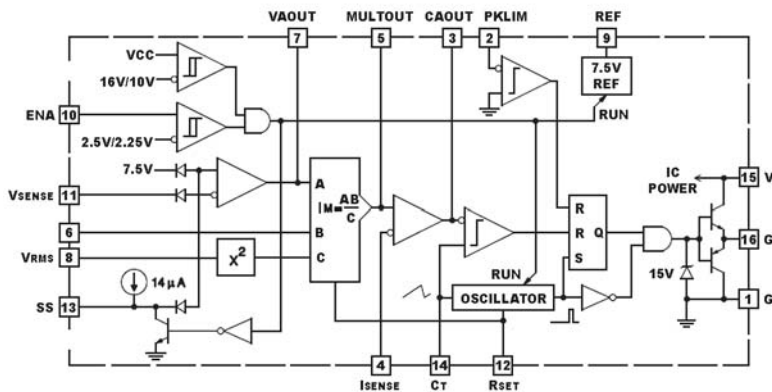 VAOUT MULTOUT CAOUT PKLIM REF
7 5 3 2 9
VCC
16V/10V
7.5V
REF
ENA 10
RUN
2.5V/2.25V
7.5V
VSENSE 11
IC
POWER
15 V
A
IM=AB/C
B
C
6
VRMS 8
X2
R
R
S
Q
16 G
14µA
RUN
15V
SS 13
OSCILLATOR
1 G
4 14 12
ISENSE CT RSET